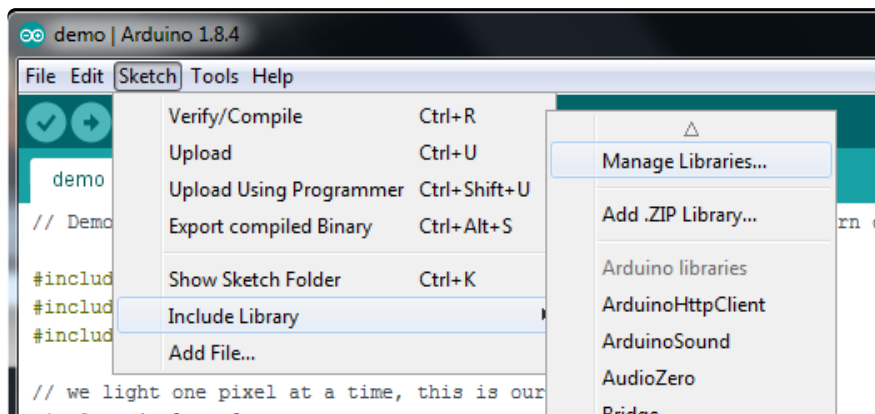 demo | Arduino 1.8.4
File Edit Sketch Tools Help
Verify/Compile Ctrl+R
Upload Ctrl+U
Upload Using Programmer Ctrl+Shift+U
Export compiled Binary Ctrl+Alt+S
Show Sketch Folder Ctrl+K
Include Library
Add File...
Manage Libraries...
Add .ZIP Library...
Arduino libraries
ArduinoHttpClient
ArduinoSound
AudioZero
Bridge
demo
// Demo
#includ
#includ
#includ
// we light one pixel at a time, this is our